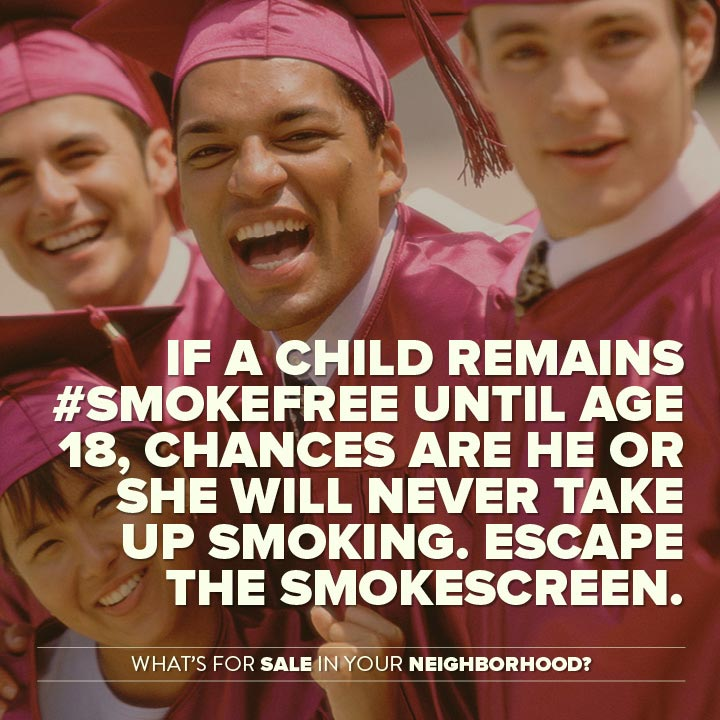 IF A CHILD REMAINS
#SMOKEFREE UNTIL AGE
18, CHANCES ARE HE OR
SHE WILL NEVER TAKE
UP SMOKING. ESCAPE
THE SMOKESCREEN.
WHAT'S FOR SALE IN YOUR NEIGHBORHOOD?